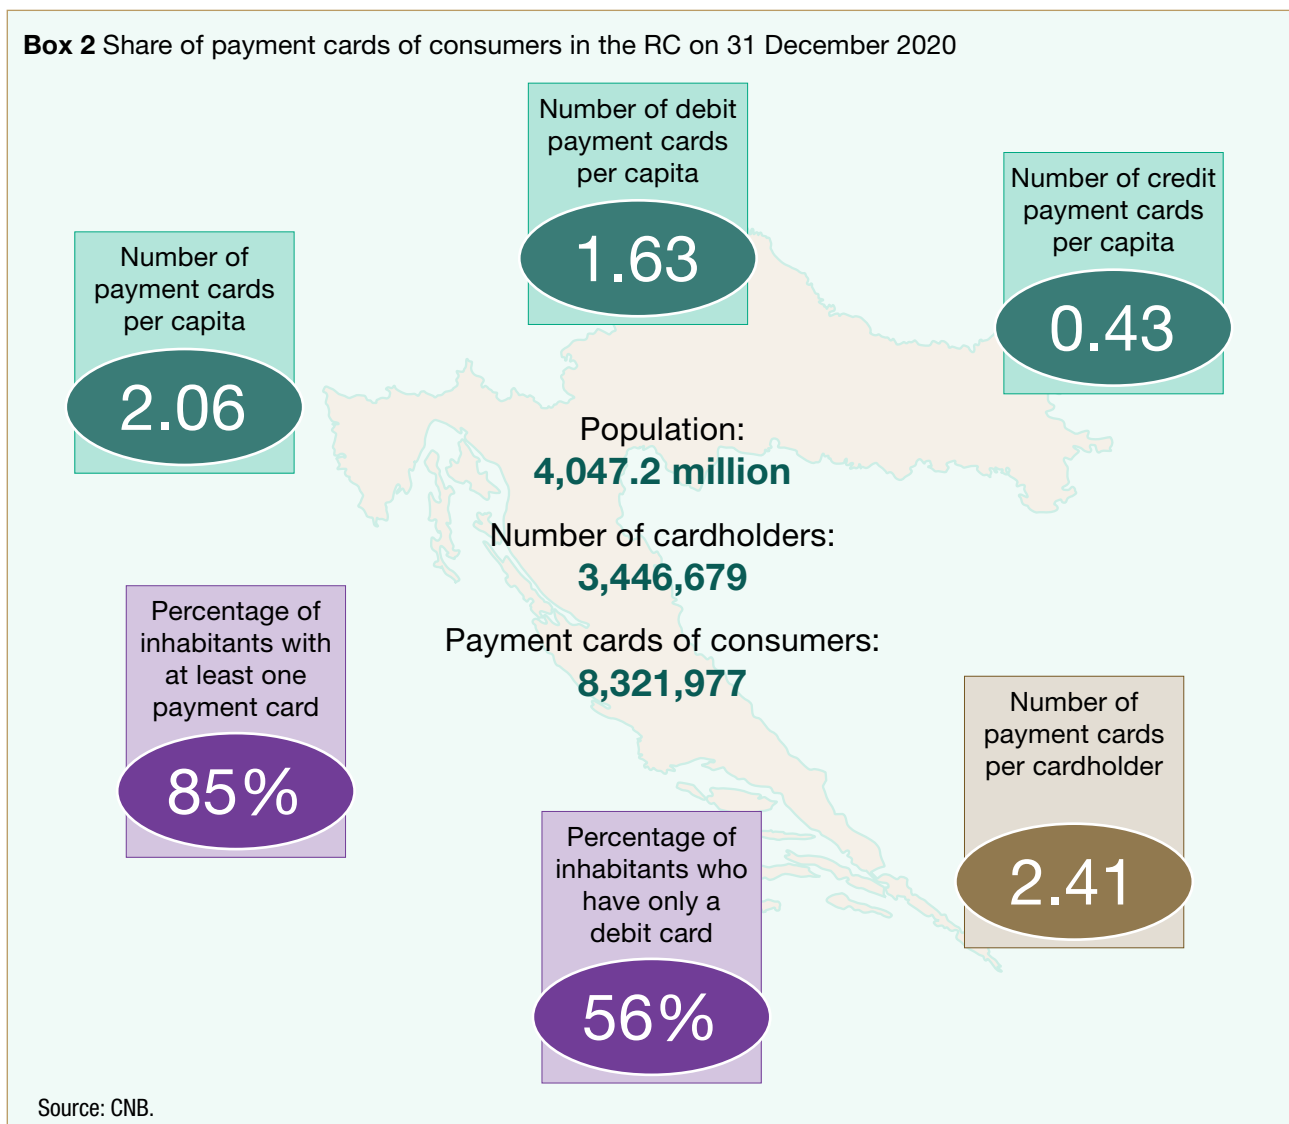 Box 2 Share of payment cards of consumers in the RC on 31 December 2020
Number of debit
payment cards
per capita
1.63
Number of credit
payment cards
per capita
0.43
Number of
payment cards
per capita
2.06
Population:
4,047.2 million
Number of cardholders:
3,446,679
Payment cards of consumers:
8,321,977
Percentage of
inhabitants with
at least one
payment card
85%
Number of
payment cards
per cardholder
2.41
Percentage of
inhabitants who
have only a
debit card
56%
Source: CNB.